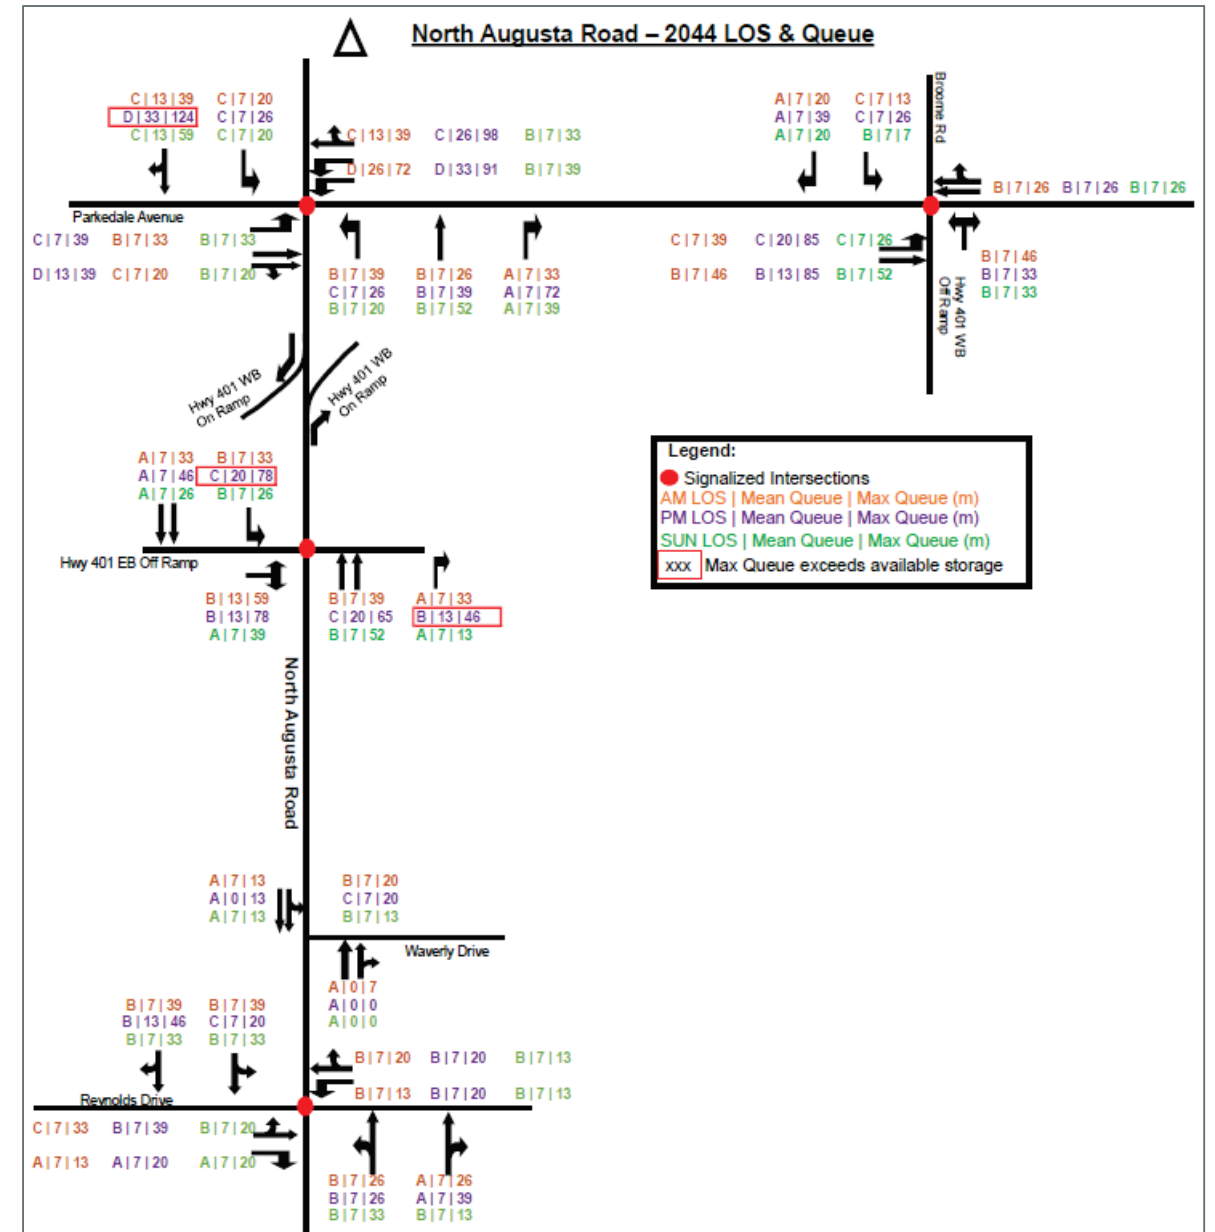 North Augusta Road – 2044 LOS & Queue
C | 13 | 39 C | 7 | 20
D | 33 | 124 C | 7 | 26
C | 13 | 59 C | 7 | 20
A | 7 | 20 C | 7 | 13
A | 7 | 39 C | 7 | 26
A | 7 | 20 B | 7 | 7
Broome Rd
C | 13 | 39 C | 26 | 98 B | 7 | 33
D | 26 | 72 D | 33 | 91 B | 7 | 39
B | 7 | 26 B | 7 | 26 B | 7 | 26
Parkedale Avenue
C | 7 | 39 B | 7 | 33 B | 7 | 33
D | 13 | 39 C | 7 | 20 B | 7 | 20
B | 7 | 39 B | 7 | 26 A | 7 | 33
C | 7 | 26 B | 7 | 39 A | 7 | 72
B | 7 | 20 B | 7 | 52 A | 7 | 39
C | 7 | 39 C | 20 | 85 C | 7 | 26
B | 7 | 46 B | 13 | 85 B | 7 | 52
B | 7 | 46
B | 7 | 33
B | 7 | 33
Hwy 401 WB
Off Ramp
Hwy 401 WB
On Ramp
Hwy 401 WB
On Ramp
A | 7 | 33 B | 7 | 33
A | 7 | 46 C | 20 | 78
A | 7 | 26 B | 7 | 26
Legend:
Signalized Intersections
AM LOS | Mean Queue | Max Queue (m)
PM LOS | Mean Queue | Max Queue (m)
SUN LOS | Mean Queue | Max Queue (m)
xxx Max Queue exceeds available storage
Hwy 401 EB Off Ramp
B | 13 | 59 B | 7 | 39 A | 7 | 33
B | 13 | 78 C | 20 | 65 B | 13 | 46
A | 7 | 39 B | 7 | 52 A | 7 | 13
North Augusta Road
A | 7 | 13 B | 7 | 20
A | 0 | 13 C | 7 | 20
A | 7 | 13 B | 7 | 13
Waverly Drive
A | 0 | 7
A | 0 | 0
A | 0 | 0
B | 7 | 39 B | 7 | 39
B | 13 | 46 C | 7 | 20
B | 7 | 33 B | 7 | 33
B | 7 | 20 B | 7 | 20 B | 7 | 13
B | 7 | 13 B | 7 | 20 B | 7 | 13
Reynolds Drive
C | 7 | 33 B | 7 | 39 B | 7 | 20
A | 7 | 13 A | 7 | 20 A | 7 | 20
B | 7 | 26 A | 7 | 26
B | 7 | 26 A | 7 | 39
B | 7 | 33 B | 7 | 13